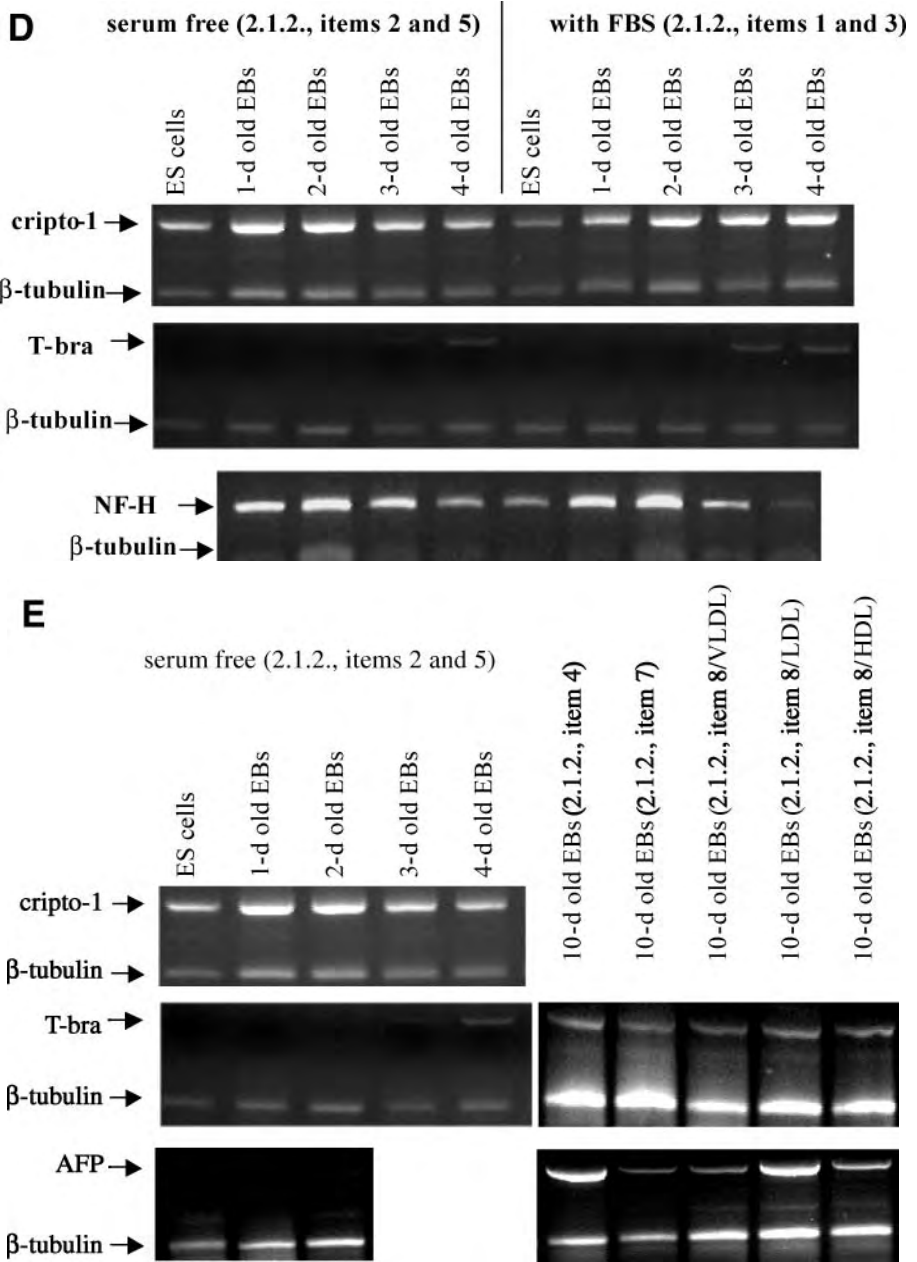 D
serum free (2.1.2., items 2 and 5)
with FBS (2.1.2., items 1 and 3)
ES cells
1-d old EBs
2-d old EBs
3-d old EBs
4-d old EBs
ES cells
1-d old EBs
2-d old EBs
3-d old EBs
4-d old EBs
cripto-1
β-tubulin
T-bra
β-tubulin
NF-H
β-tubulin
E
serum free (2.1.2., items 2 and 5)
ES cells
1-d old EBs
2-d old EBs
3-d old EBs
4-d old EBs
10-d old EBs (2.1.2., item 4)
10-d old EBs (2.1.2., item 7)
10-d old EBs (2.1.2., item 8/VLDL)
10-d old EBs (2.1.2., item 8/LDL)
10-d old EBs (2.1.2., item 8/HDL)
cripto-1
β-tubulin
T-bra
β-tubulin
AFP
β-tubulin